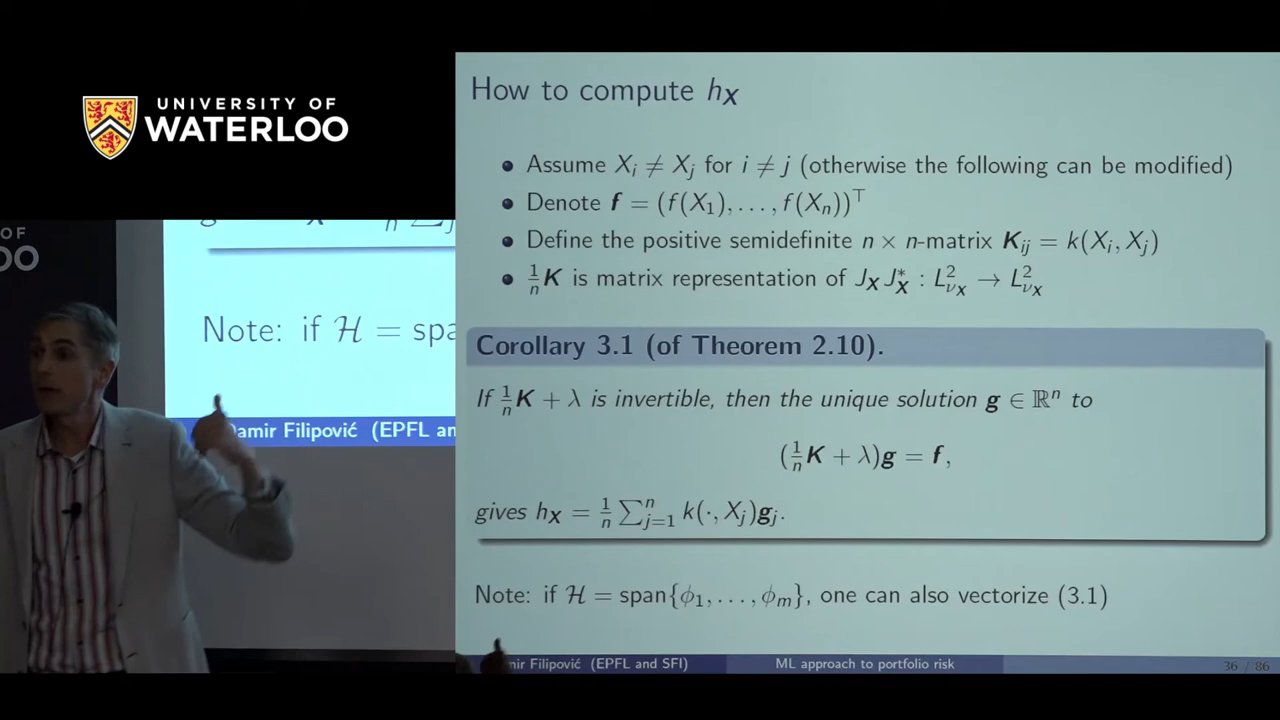 UNIVERSITY OF
WATERLOO
How to compute h_X
• Assume X_i ≠ X_j for i ≠ j (otherwise the following can be modified)
• Denote f = (f(X_1), . . . , f(X_n))^⊤
• Define the positive semidefinite n × n-matrix K_ij = k(X_i, X_j)
• 1/n K is matrix representation of J_X J_X^* : L^2_{ν_X} → L^2_{ν_X}
Corollary 3.1 (of Theorem 2.10).
If 1/n K + λ is invertible, then the unique solution g ∈ ℝ^n to
(1/n K + λ)g = f,
gives h_X = 1/n ∑_{j=1}^n k(·, X_j)g_j.
Note: if ℋ = span{φ_1, . . . , φ_m}, one can also vectorize (3.1)
mir Filipović (EPFL and SFI)
ML approach to portfolio risk
36 / 86
OF
OO
Note: if ℋ = spa
Damir Filipović (EPFL